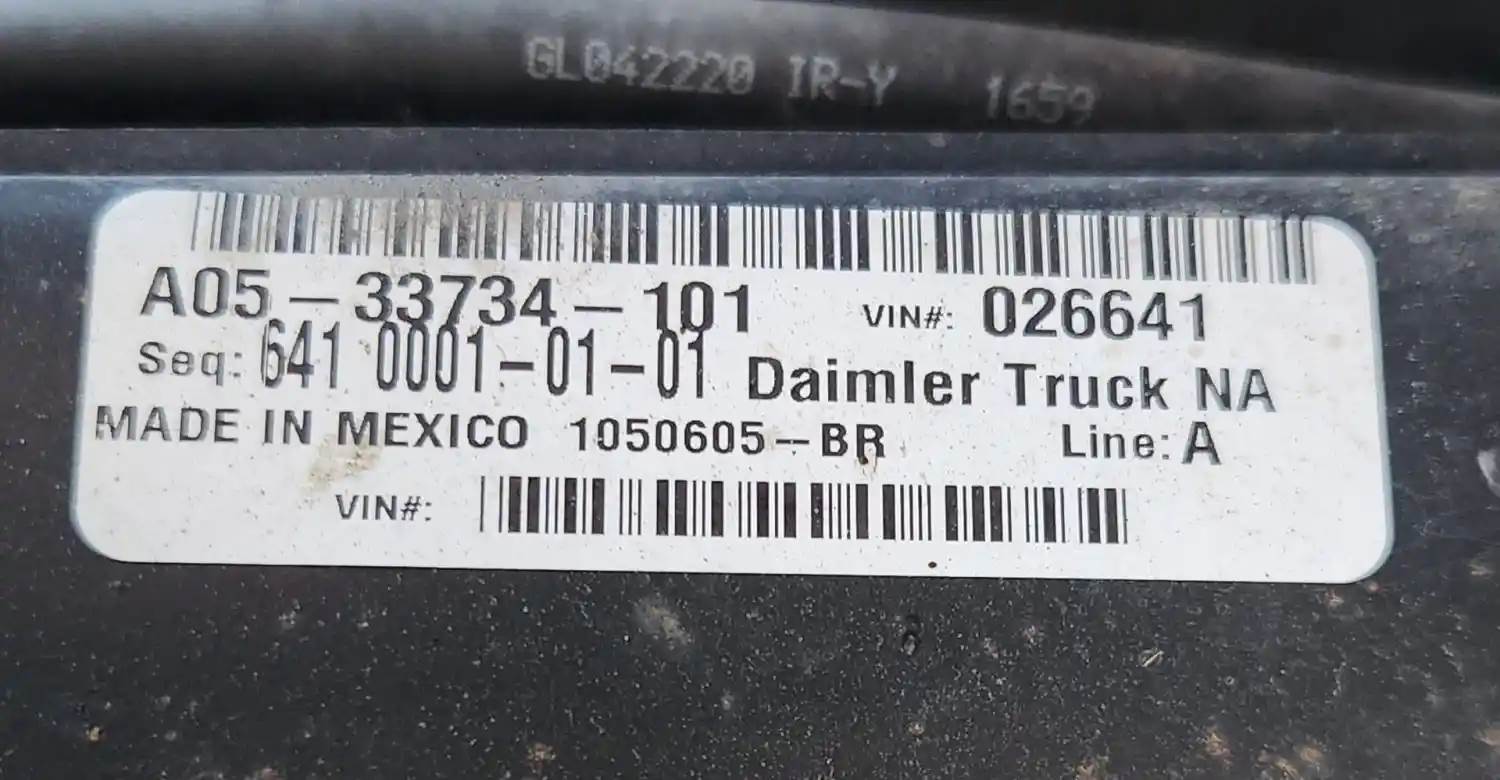 GL042220 IR-Y 1659
A05-33734-101 VIN#: 026641
Seq: 641 0001-01-01 Daimler Truck NA
MADE IN MEXICO 1050605-BR Line: A
VIN#: